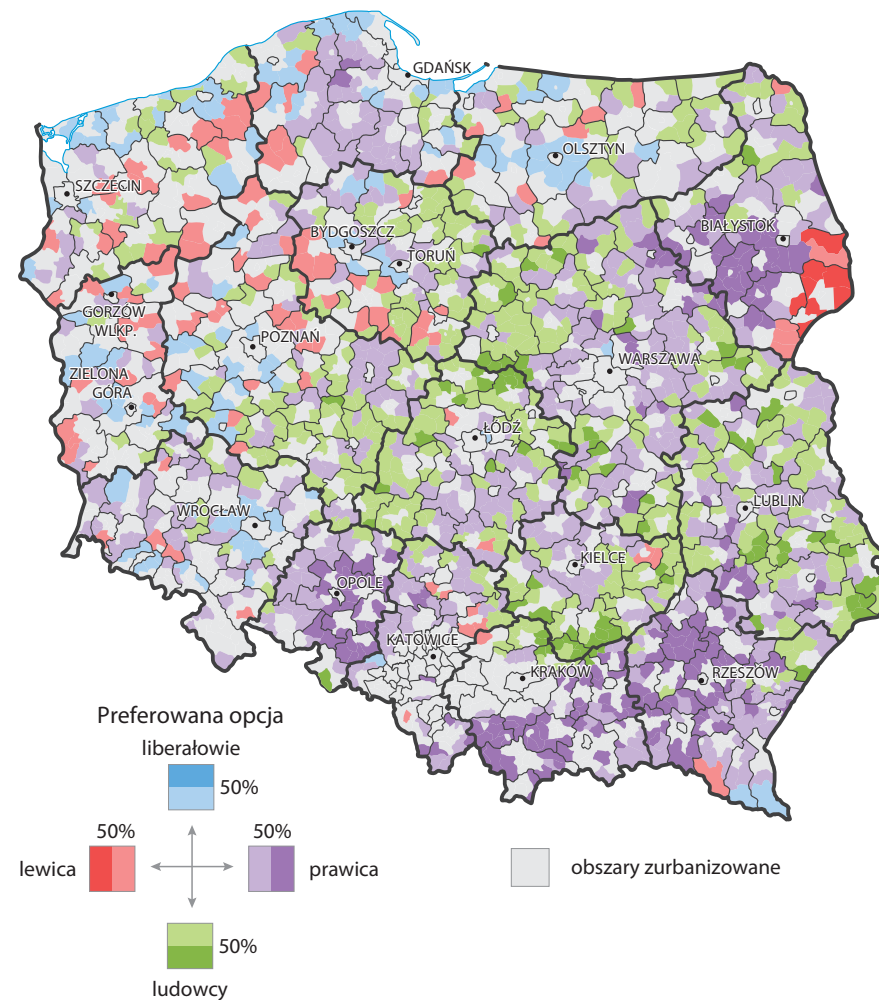 GDAŃSK
OLSZTYN
SZCZECIN
BIAŁYSTOK
BYDGOSZCZ
TORUŃ
GORZÓW
WLKP.
POZNAŃ
WARSZAWA
ZIELONA
GÓRA
ŁÓDŹ
LUBLIN
WROCŁAW
KIELCE
OPOLE
KATOWICE
KRAKÓW
RZESZÓW
Preferowana opcja
liberałowie
50%
50%
50%
lewica
prawica
50%
ludowcy
obszary zurbanizowane